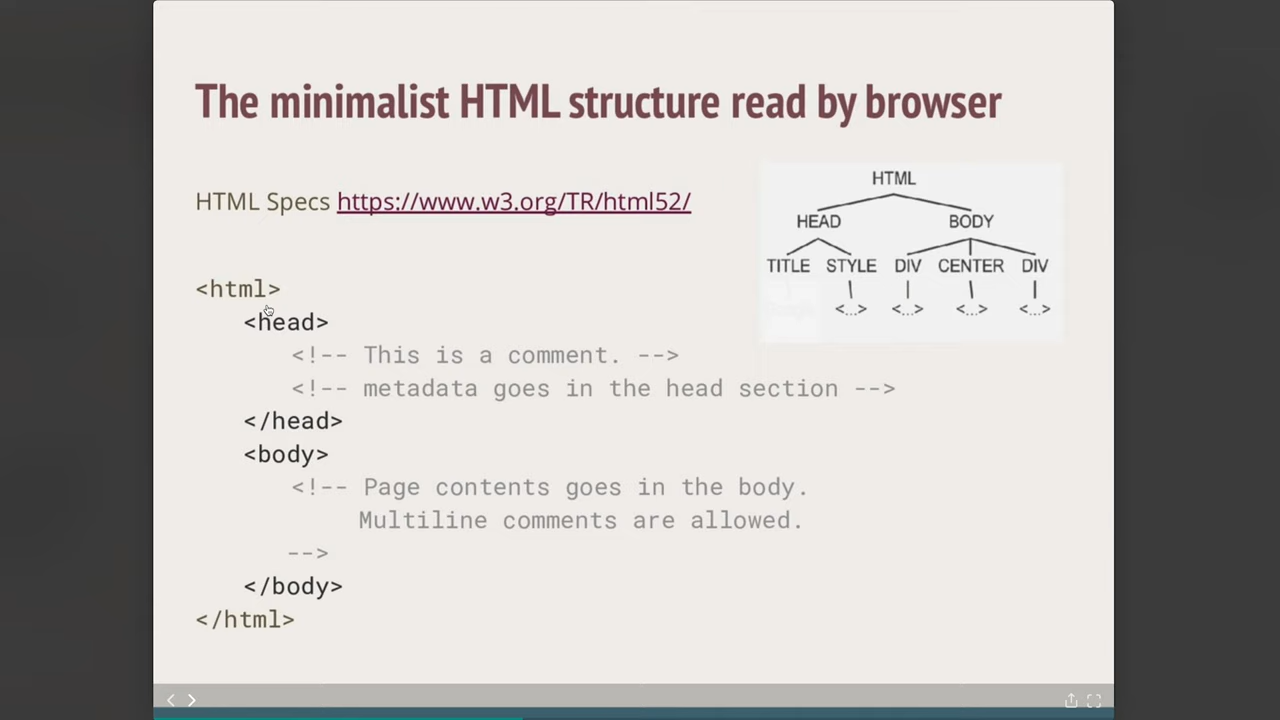 The minimalist HTML structure read by browser
HTML Specs https://www.w3.org/TR/html52/
HTML
HEAD BODY
TITLE STYLE DIV CENTER DIV
<...> <...> <...> <...>
<html>
<head>
<!-- This is a comment. -->
<!-- metadada goes in the head section -->
</head>
<body>
<!-- Page contents goes in the body.
Multiline comments are allowed.
-->
</body>
</html>